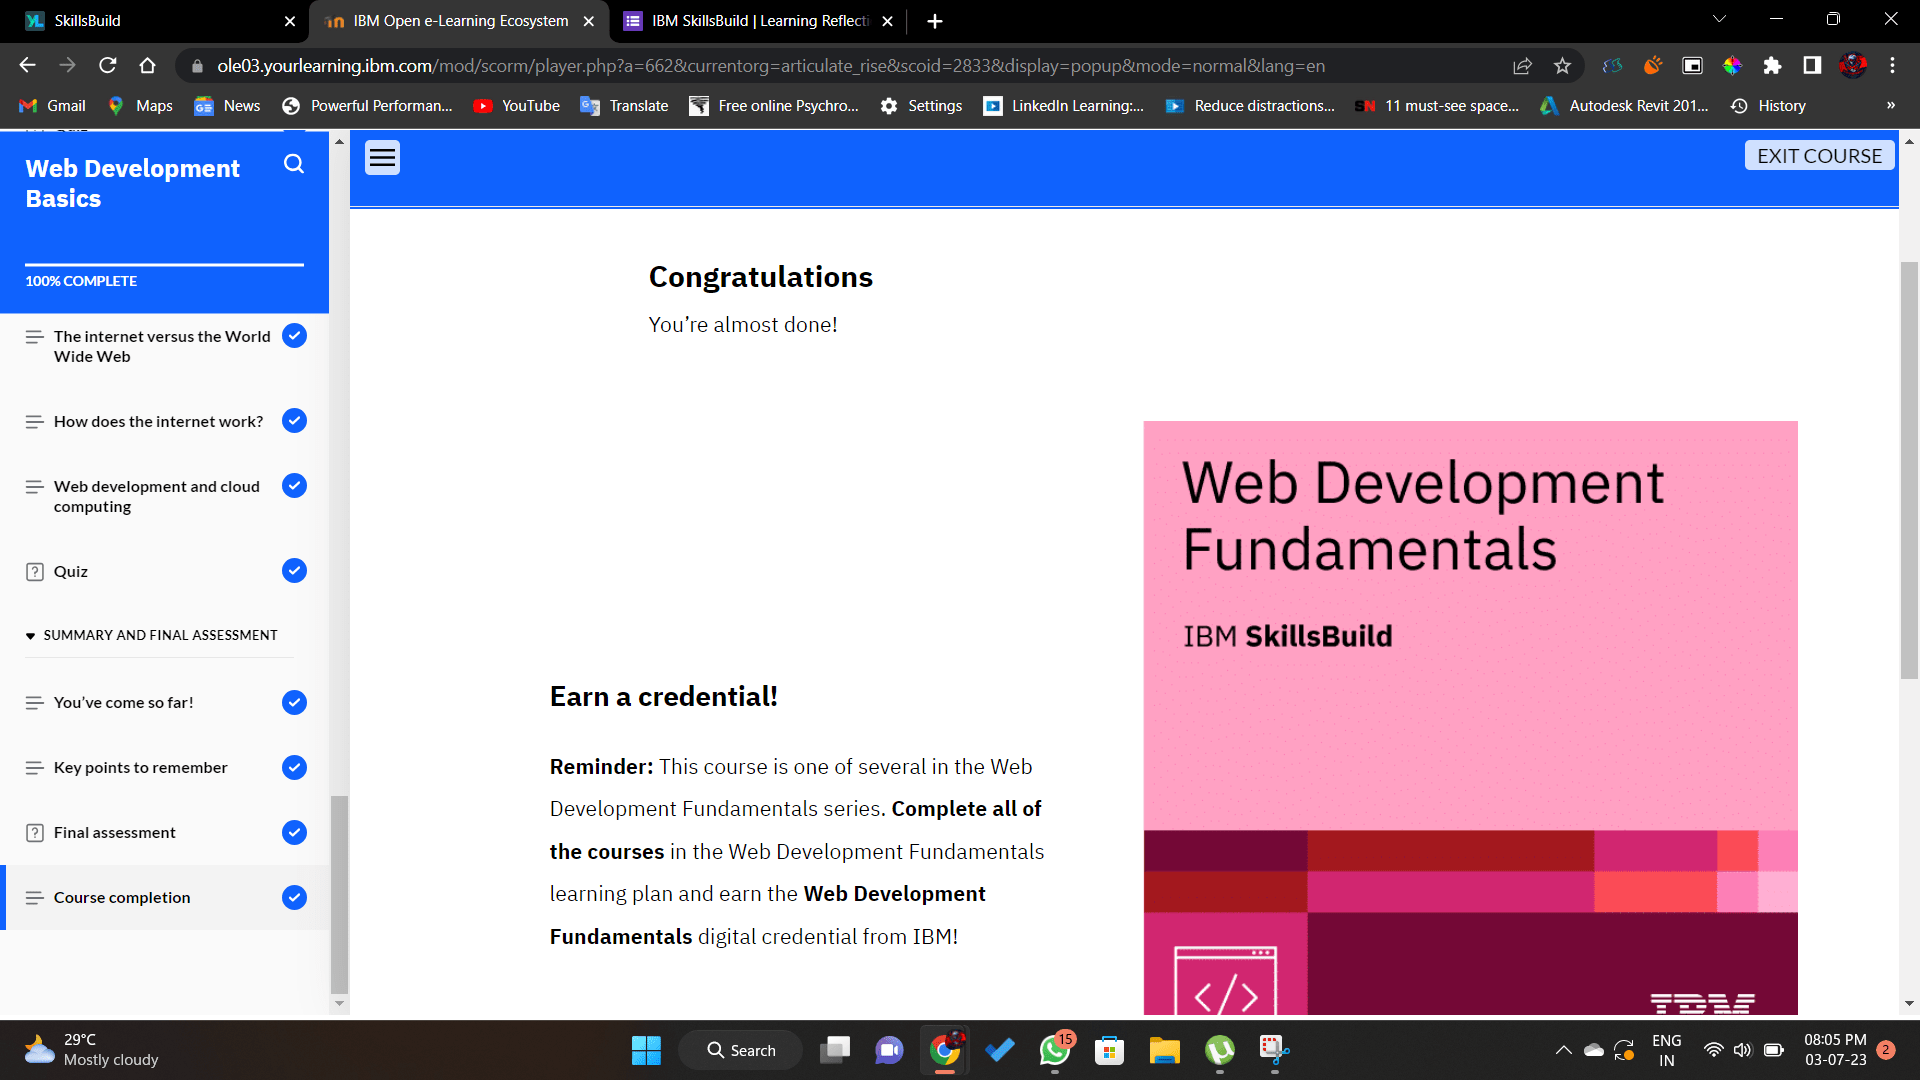 SkillsBuild
IBM Open e-Learning Ecosystem
IBM SkillsBuild | Learning Reflecti
ole03.yourlearning.ibm.com/mod/scorm/player.php?a=662&currentorg=articulate_rise&scoid=2833&display=popup&mode=normal&lang=en
Gmail
Maps
News
Powerful Performan...
YouTube
Translate
Free online Psychro...
Settings
LinkedIn Learning:...
Reduce distractions...
11 must-see space...
Autodesk Revit 201...
History
Web Development
Basics
100% COMPLETE
The internet versus the World
Wide Web
How does the internet work?
Web development and cloud
computing
Quiz
SUMMARY AND FINAL ASSESSMENT
You’ve come so far!
Key points to remember
Final assessment
Course completion
EXIT COURSE
Congratulations
You’re almost done!
Earn a credential!
Reminder: This course is one of several in the Web
Development Fundamentals series. Complete all of
the courses in the Web Development Fundamentals
learning plan and earn the Web Development
Fundamentals digital credential from IBM!
Web Development
Fundamentals
IBM SkillsBuild
</>
IBM
29°C
Mostly cloudy
Search
15
ENG
IN
08:05 PM
03-07-23
2